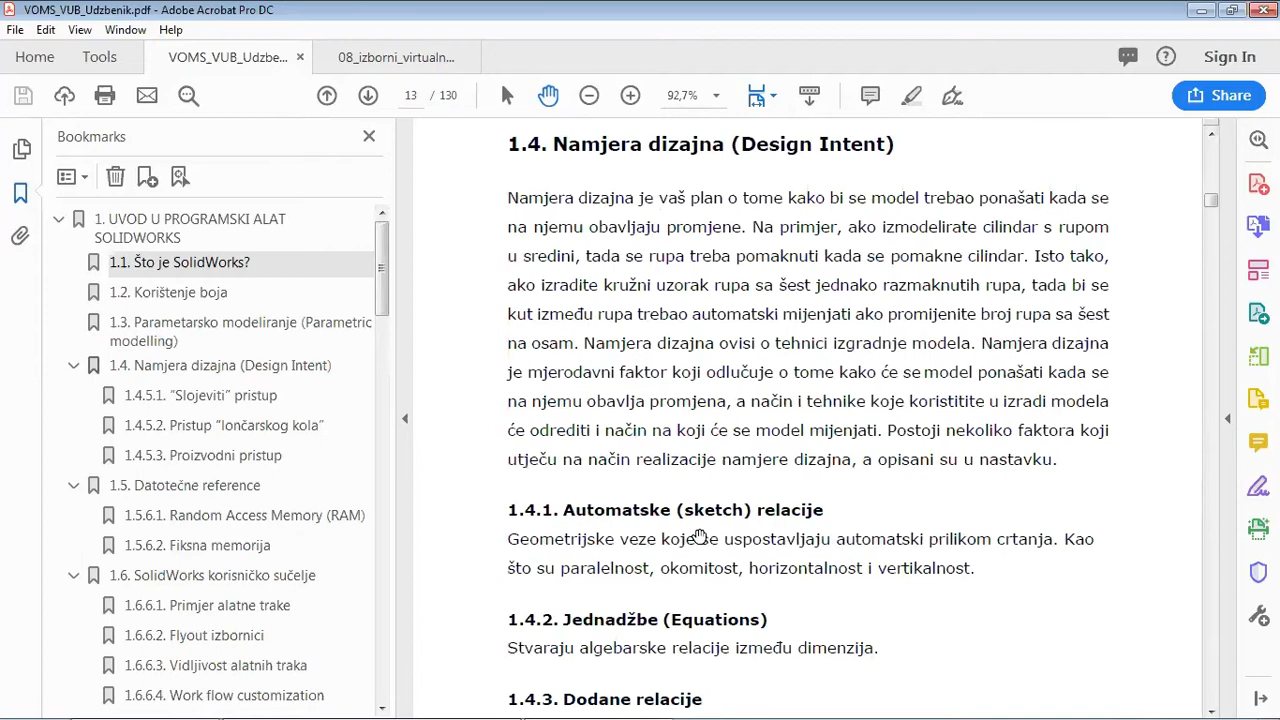 VOMS_VUB_Udzbenik.pdf - Adobe Acrobat Pro DC
File Edit View Window Help
Home Tools VOMS_VUB_Udzbe... 08_izborni_virtualn... Sign In
13 / 130 92,7% Share
Bookmarks
1. UVOD U PROGRAMSKI ALAT
SOLIDWORKS
1.1. Što je SolidWorks?
1.2. Korištenje boja
1.3. Parametarsko modeliranje (Parametric
modelling)
1.4. Namjera dizajna (Design Intent)
1.4.5.1. “Slojeviti” pristup
1.4.5.2. Pristup “lončarskog kola”
1.4.5.3. Proizvodni pristup
1.5. Datotečne reference
1.5.6.1. Random Access Memory (RAM)
1.5.6.2. Fiksna memorija
1.6. SolidWorks korisničko sučelje
1.6.6.1. Primjer alatne trake
1.6.6.2. Flyout izbornici
1.6.6.3. Vidljivost alatnih traka
1.6.6.4. Work flow customization
1.4. Namjera dizajna (Design Intent)
Namjera dizajna je vaš plan o tome kako bi se model trebao ponašati kada se
na njemu obavljaju promjene. Na primjer, ako izmodelirate cilindar s rupom
u sredini, tada se rupa treba pomaknuti kada se pomakne cilindar. Isto tako,
ako izradite kružni uzorak rupa sa šest jednako razmaknutih rupa, tada bi se
kut između rupa trebao automatski mijenjati ako promijenite broj rupa sa šest
na osam. Namjera dizajna ovisi o tehnici izgradnje modela. Namjera dizajna
je mjerodavni faktor koji odlučuje o tome kako će se model ponašati kada se
na njemu obavlja promjena, a način i tehnike koje koristitite u izradi modela
će odrediti i način na koji će se model mijenjati. Postoji nekoliko faktora koji
utječu na način realizacije namjere dizajna, a opisani su u nastavku.
1.4.1. Automatske (sketch) relacije
Geometrijske veze koje se uspostavljaju automatski prilikom crtanja. Kao
što su paralelnost, okomitost, horizontalnost i vertikalnost.
1.4.2. Jednadžbe (Equations)
Stvaraju algebarske relacije između dimenzija.
1.4.3. Dodane relacije